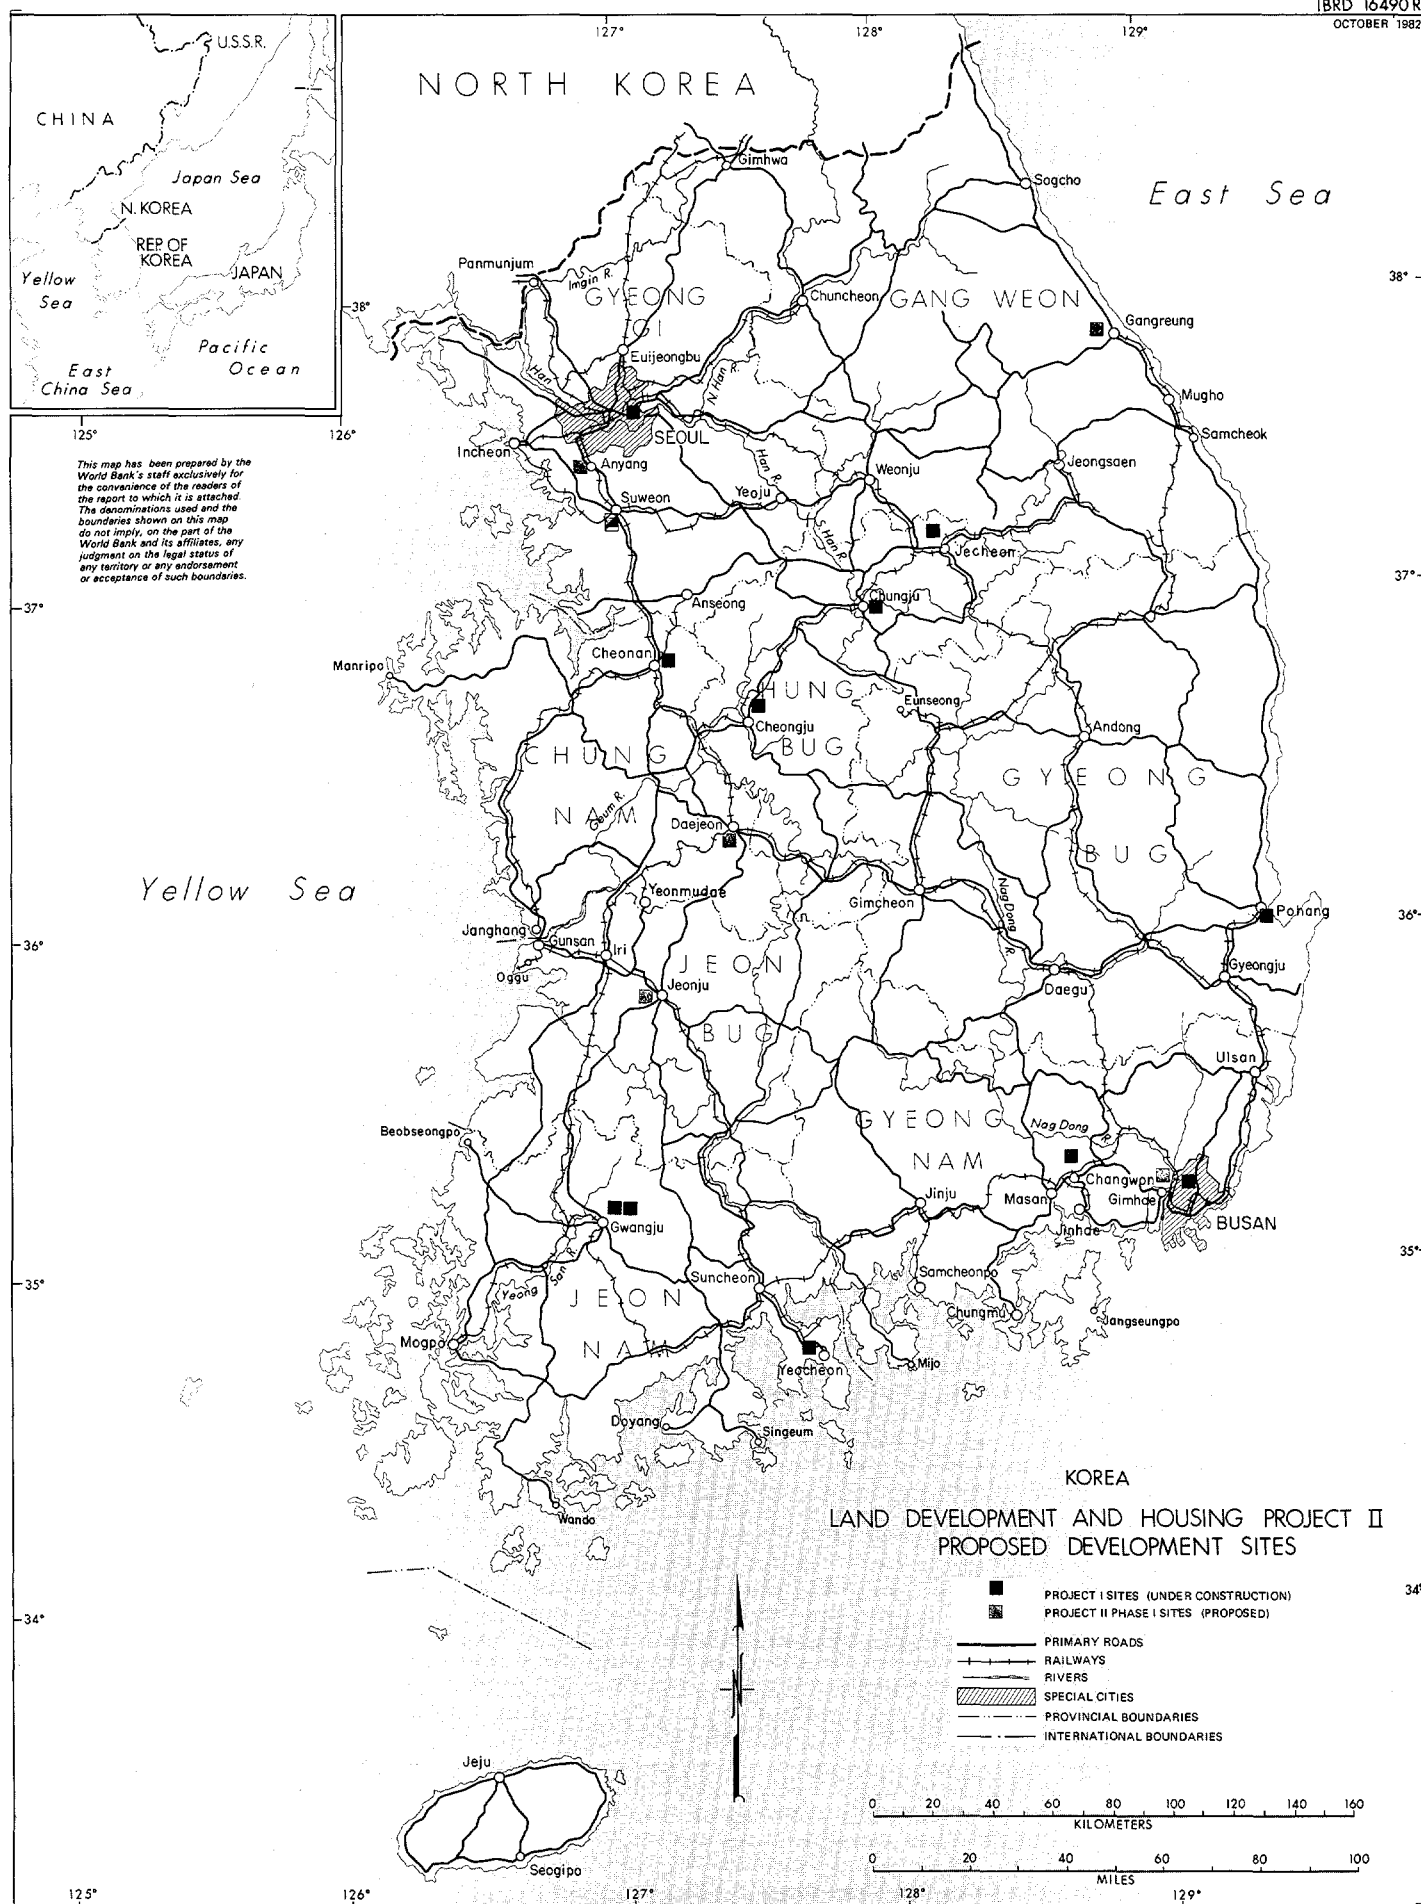 IBRD 16490 R
OCTOBER 1982
127°
128°
129°
U.S.S.R.
CHINA
Japan Sea
N. KOREA
REP. OF
KOREA
JAPAN
Yellow
Sea
Pacific
Ocean
East
China Sea
125°
126°
This map has been prepared by the
World Bank's staff exclusively for
the convenience of the readers of
the report to which it is attached.
The denominations used and the
boundaries shown on this map
do not imply, on the part of the
World Bank and its affiliates, any
judgment on the legal status of
any territory or any endorsement
or acceptance of such boundaries.
NORTH KOREA
East Sea
Gimhwa
Sogcho
Panmunjum
Imgin R.
GYEONG
GI
Chuncheon
GANG WEON
38°
38°
Gangreung
Euijeongbu
Han
N. Han R.
Mugho
SEOUL
Samcheok
Incheon
Anyang
Han R.
Weonju
Jeongsaen
Suweon
Yeoju
S. Han R.
Jecheon
37°
37°
Anseong
Chungju
Manripo
Cheonan
CHUNG
BUG
Eunseong
Cheongju
Andong
CHUNG
NAM
Geum R.
GYEONG
BUG
Daejeon
Yellow Sea
Yeonmudae
Gimcheon
Nag Dong
R.
Pohang
36°
36°
Janghang
Gunsan
Iri
Oggu
JEON
BUG
Jeonju
Daegu
Gyeongju
Ulsan
Beobseongpo
GYEONG
NAM
Nag Dong
R.
Changwon
Gimhae
Masan
Jinju
Jinhae
BUSAN
Gwangju
35°
35°
Samcheonpo
Suncheon
Yeong
San R.
JEON
NAM
Chungmu
Jangseungpo
Mogpo
Yeocheon
Mijo
Doyang
Singeum
Wando
KOREA
LAND DEVELOPMENT AND HOUSING PROJECT II
PROPOSED DEVELOPMENT SITES
PROJECT I SITES (UNDER CONSTRUCTION)
PROJECT II PHASE I SITES (PROPOSED)
PRIMARY ROADS
RAILWAYS
RIVERS
SPECIAL CITIES
PROVINCIAL BOUNDARIES
INTERNATIONAL BOUNDARIES
34°
34°
N
Jeju
Seogipo
0 20 40 60 80 100 120 140 160
KILOMETERS
0 20 40 60 80 100
MILES
125°
126°
127°
128°
129°